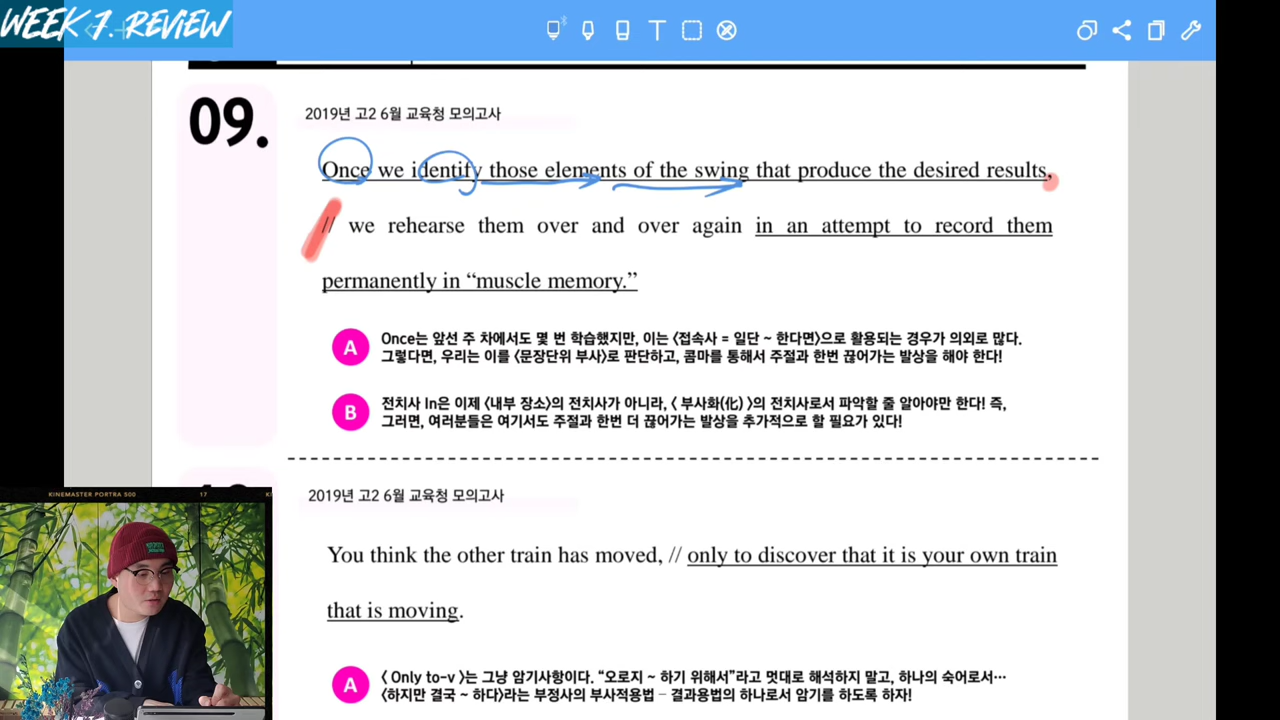 WEEK 7. REVIEW
T
09.
2019년 고2 6월 교육청 모의고사
Once we identify those elements of the swing that produce the desired results,
// we rehearse them over and over again in an attempt to record them
permanently in “muscle memory.”
A
Once는 앞선 주 차에서도 몇 번 학습했지만, 이는 〈접속사 = 일단 ~ 한다면〉으로 활용되는 경우가 의외로 많다.
그렇다면, 우리는 이를 〈문장단위 부사〉로 판단하고, 콤마를 통해서 주절과 한번 끊어가는 발상을 해야 한다!
B
전치사 In은 이제 〈내부 장소〉의 전치사가 아니라, 〈 부사화(化) 〉의 전치사로서 파악할 줄 알아야만 한다! 즉,
그러면, 여러분들은 여기서도 주절과 한번 더 끊어가는 발상을 추가적으로 할 필요가 있다!
2019년 고2 6월 교육청 모의고사
You think the other train has moved, // only to discover that it is your own train
that is moving.
A
〈 Only to-v 〉는 그냥 암기사항이다. “오로지 ~ 하기 위해서”라고 멋대로 해석하지 말고, 하나의 숙어로서…
〈하지만 결국 ~ 하다〉라는 부정사의 부사적용법 – 결과용법의 하나로서 암기를 하도록 하자!
KINEMASTER PORTRA 500
17